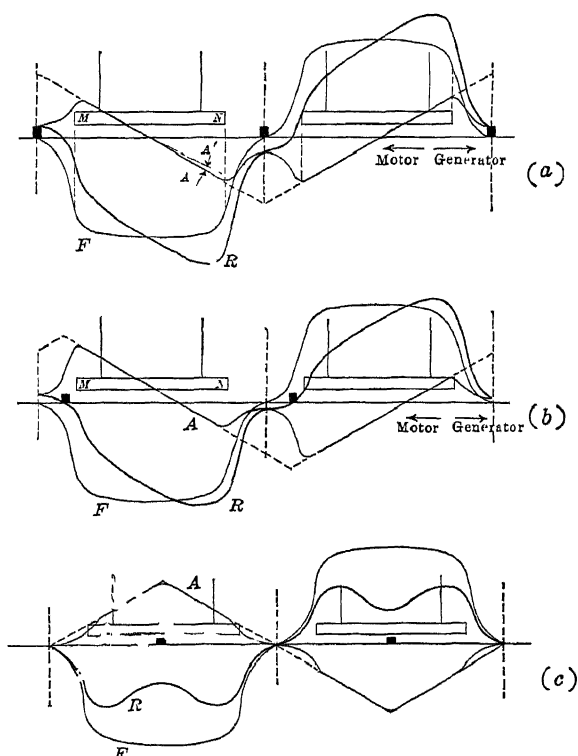 M N
A'
A
Motor Generator
(a)
F
R
M N
A
Motor Generator
(b)
F
R
A
(c)
R
F